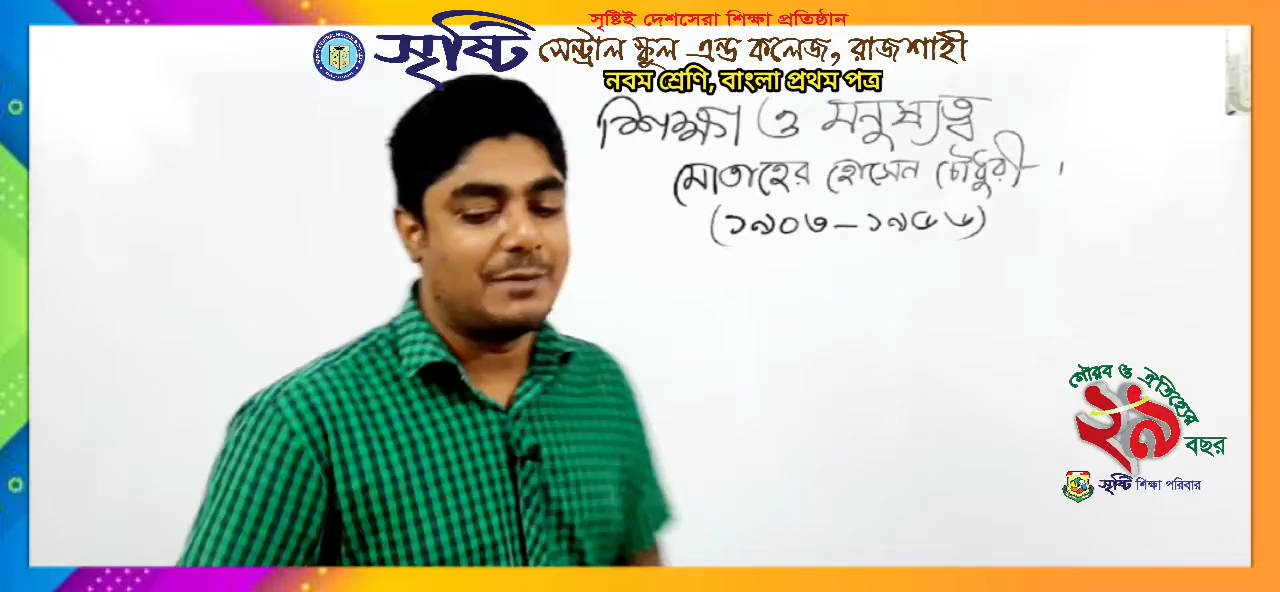 সৃষ্টিই দেশসেরা শিক্ষা প্রতিষ্ঠান
সৃষ্টি সেন্ট্রাল স্কুল এন্ড কলেজ, রাজশাহী
নবম শ্রেণি, বাংলা প্রথম পত্র
শিক্ষা ও মনুষ্যত্ব
মোতাহের হোসেন চৌধুরী ।
(১৯০৩ – ১৯৫৬)
গৌরব ও ঐতিহ্যের
২৯ বছর
সৃষ্টি শিক্ষা পরিবার